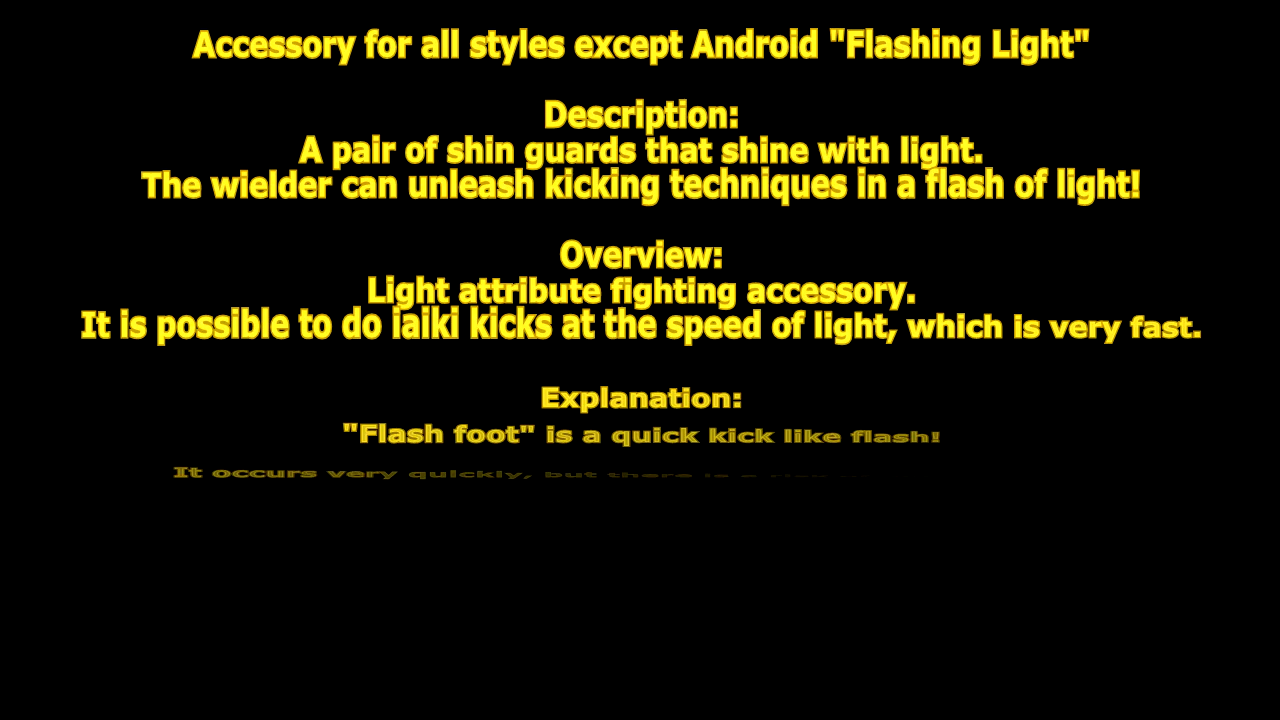 Accessory for all styles except Android "Flashing Light"
Description:
A pair of shin guards that shine with light.
The wielder can unleash kicking techniques in a flash of light!
Overview:
Light attribute fighting accessory.
It is possible to do iaiki kicks at the speed of light, which is very fast.
Explanation:
"Flash foot" is a quick kick like flash!
It occurs very quickly, but there is a